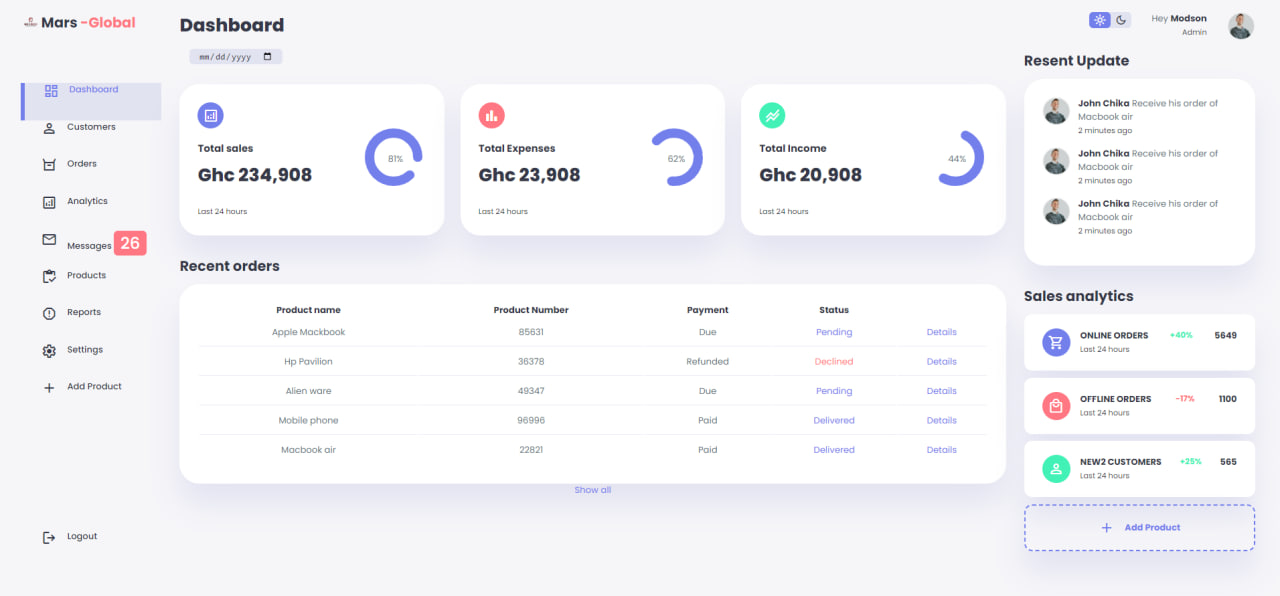 Mars -Global
Dashboard
Customers
Orders
Analytics
Messages 26
Products
Reports
Settings
Add Product
Logout
Dashboard
mm/dd/yyyy
Total sales
Ghc 234,908
81%
Last 24 hours
Total Expenses
Ghc 23,908
62%
Last 24 hours
Total Income
Ghc 20,908
44%
Last 24 hours
Recent orders
Product name Product Number Payment Status
Apple Mackbook 85631 Due Pending Details
Hp Pavilion 36378 Refunded Declined Details
Alien ware 49347 Due Pending Details
Mobile phone 96996 Paid Delivered Details
Macbook air 22821 Paid Delivered Details
Show all
Hey Modson
Admin
Resent Update
John Chika Receive his order of
Macbook air
2 minutes ago
John Chika Receive his order of
Macbook air
2 minutes ago
John Chika Receive his order of
Macbook air
2 minutes ago
Sales analytics
ONLINE ORDERS +40% 5649
Last 24 hours
OFFLINE ORDERS -17% 1100
Last 24 hours
NEW2 CUSTOMERS +25% 565
Last 24 hours
Add Product